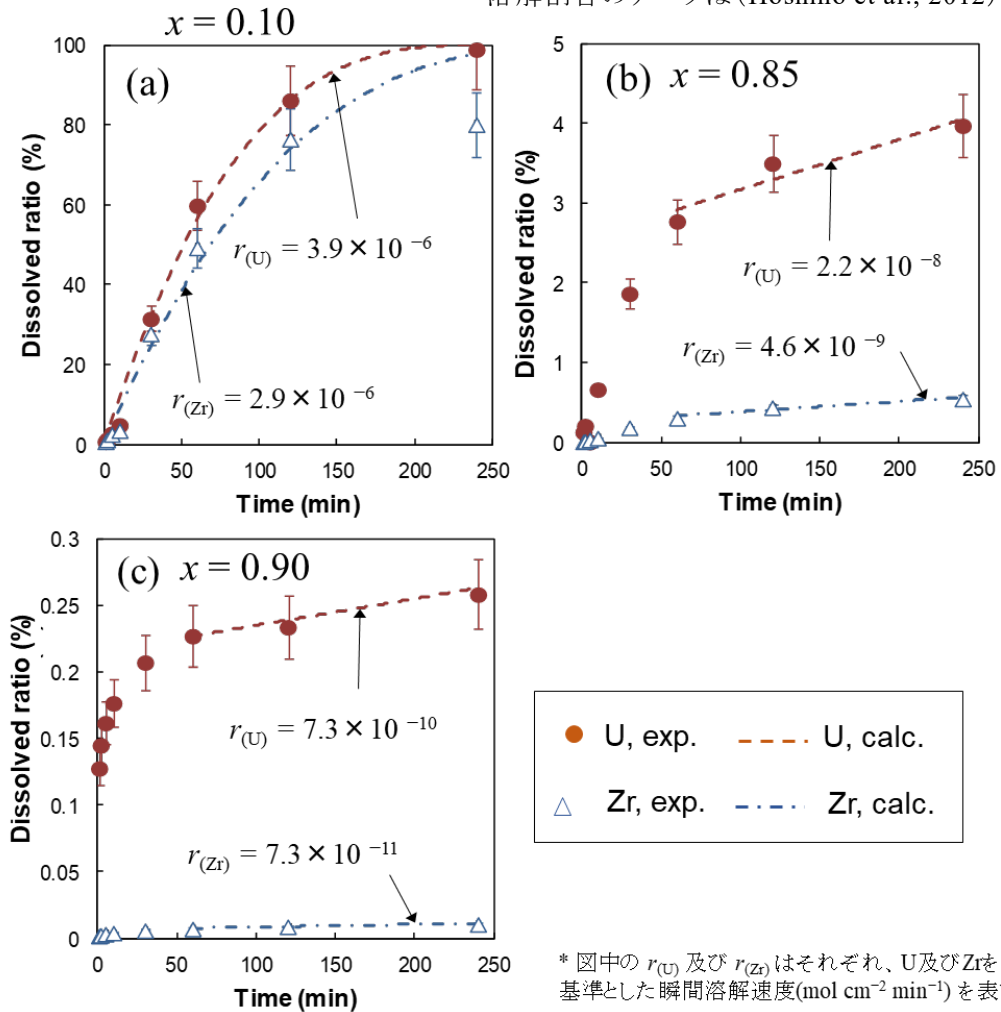 x = 0.10
(Hoshino et al., 2012)
(a)
Dissolved ratio (%)
100
80
60
40
20
0
r(U) = 3.9 × 10 −6
r(Zr) = 2.9 × 10 −6
0 50 100 150 200 250
Time (min)
(b) x = 0.85
Dissolved ratio (%)
5
4
3
2
1
0
r(U) = 2.2 × 10 −8
r(Zr) = 4.6 × 10 −9
0 50 100 150 200 250
Time (min)
(c) x = 0.90
Dissolved ratio (%)
0.3
0.25
0.2
0.15
0.1
0.05
0
r(U) = 7.3 × 10 −10
r(Zr) = 7.3 × 10 −11
0 50 100 150 200 250
Time (min)
U, exp. U, calc.
Zr, exp. Zr, calc.
* 図中の r(U) 及び r(Zr) はそれぞれ、U及びZrを
基準とした瞬間溶解速度(mol cm−2 min−1) を表